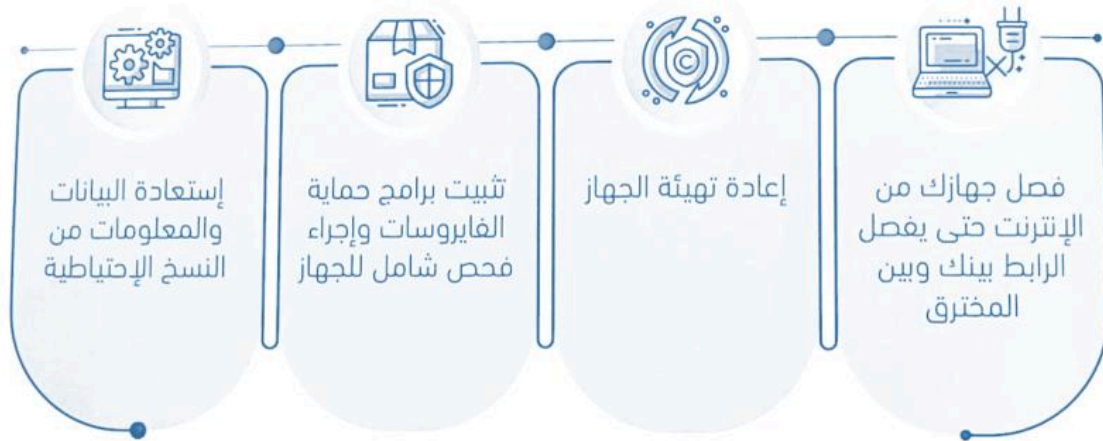 فصل جهازك من
الإنترنت حتى يفصل
الرابط بينك وبين
المخترق
إعادة تهيئة الجهاز
تثبيت برامج حماية
الفايروسات وإجراء
فحص شامل للجهاز
إستعادة البيانات
والمعلومات من
النسخ الإحتياطية